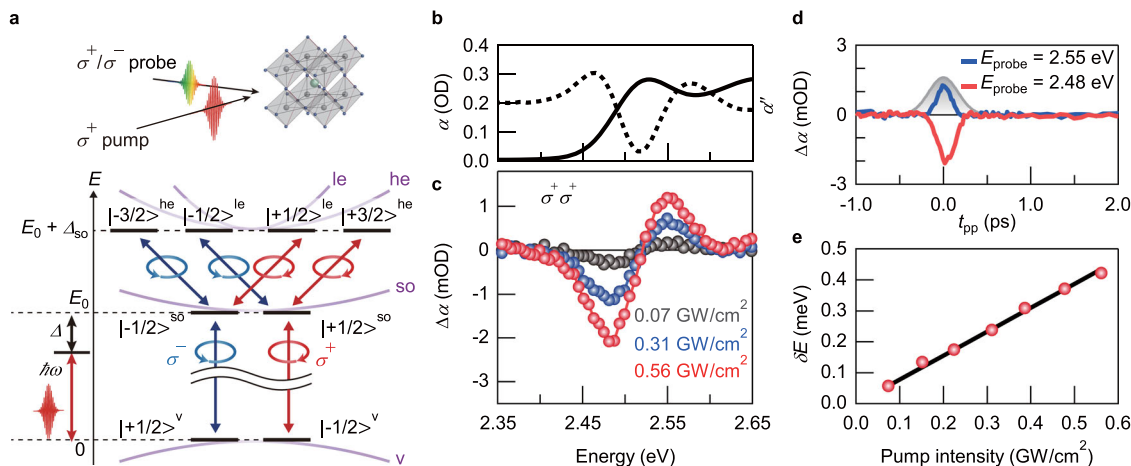 a
σ+/σ− probe
σ+ pump
E
le
he
|-3/2>he
|-1/2>le
|+1/2>le
|+3/2>he
E0 + Δso
so
E0
|-1/2>so
|+1/2>so
Δ
σ−
σ+
ħω
|+1/2>v
|-1/2>v
0
v
b
0.4
0.3
0.2
0.1
0.0
α (OD)
α″
c
σ+σ+
1
0
-1
-2
-3
Δα (mOD)
0.07 GW/cm2
0.31 GW/cm2
0.56 GW/cm2
2.35
2.45
2.55
2.65
Energy (eV)
d
3
0
-3
Δα (mOD)
Eprobe = 2.55 eV
Eprobe = 2.48 eV
-1.0
0.0
1.0
2.0
tpp (ps)
e
0.5
0.4
0.3
0.2
0.1
0.0
δE (meV)
0
0.1
0.2
0.3
0.4
0.5
0.6
Pump intensity (GW/cm2)